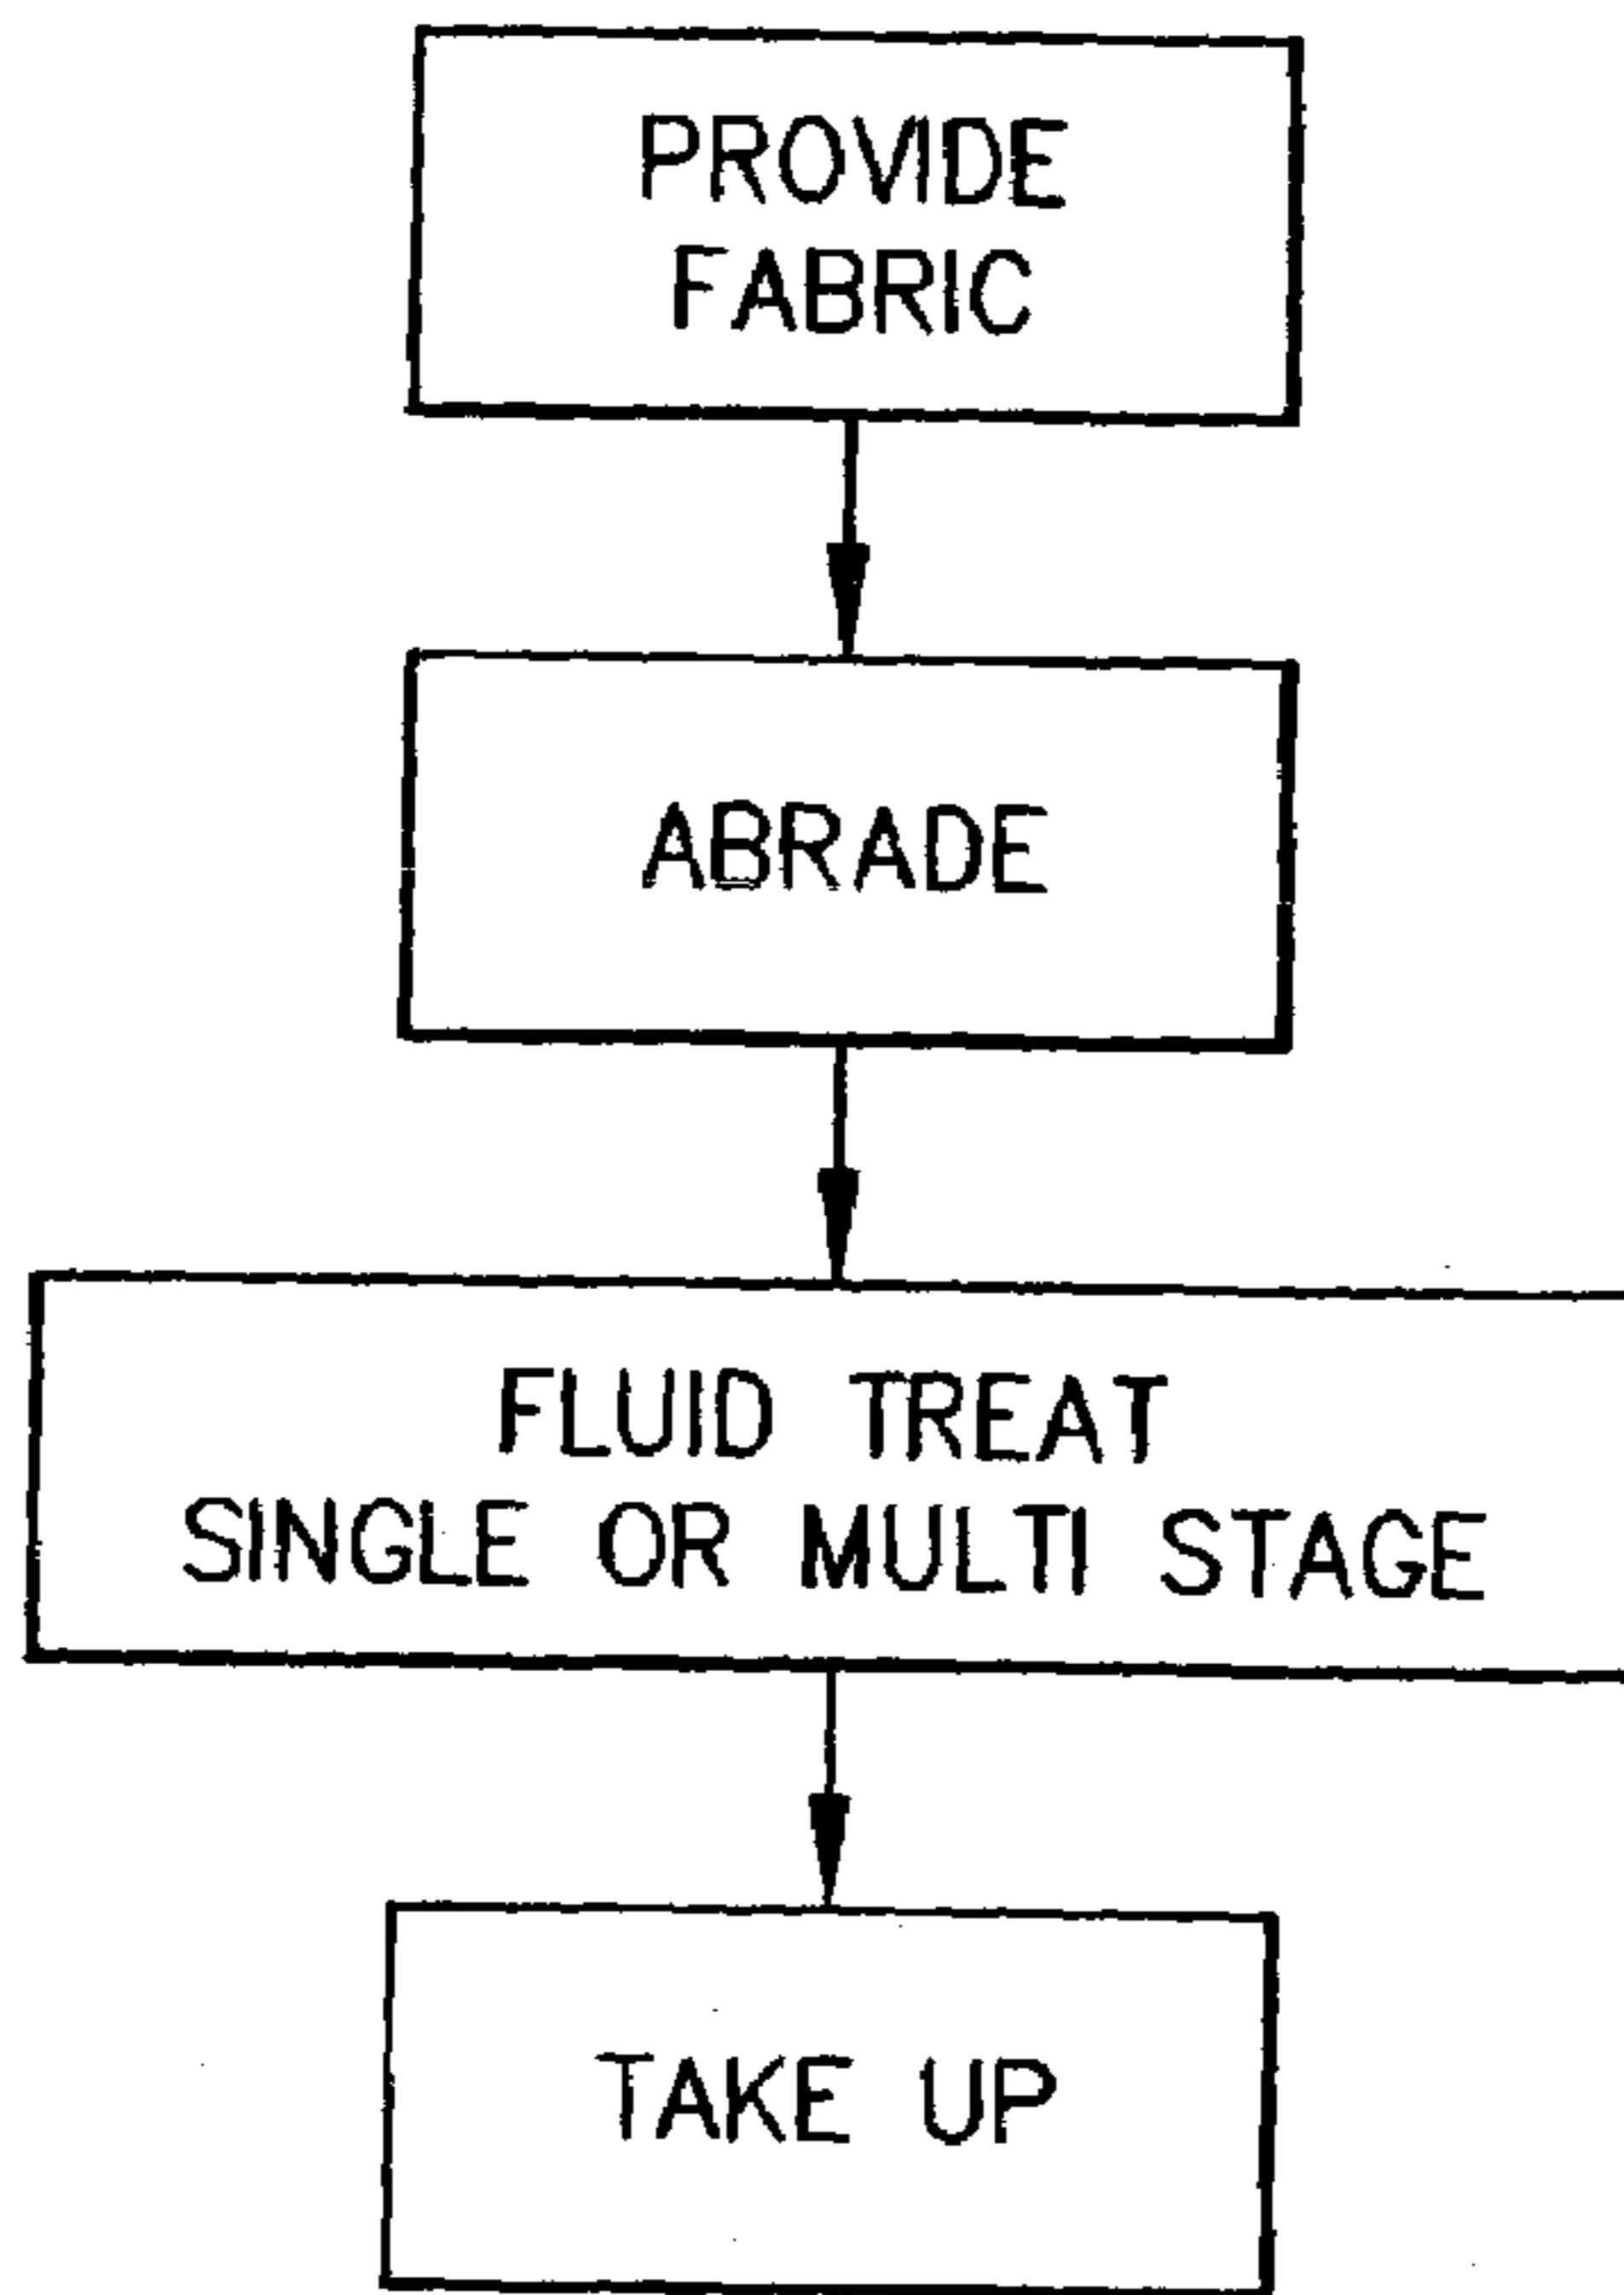 PROVIDE
FABRIC
ABRADE
FLUID TREAT
SINGLE OR MULTI STAGE
TAKE UP